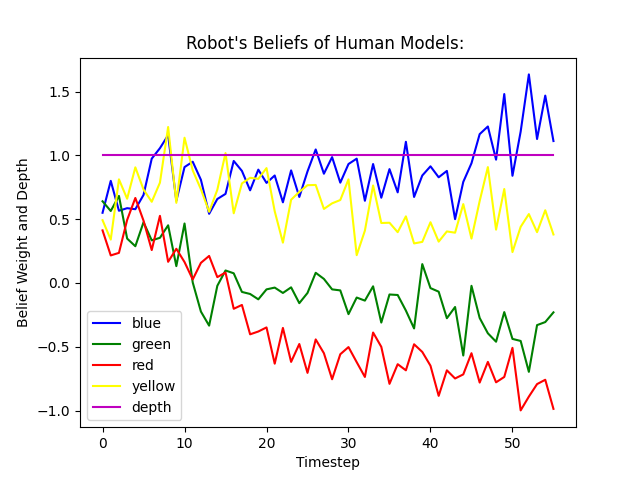 Robot's Beliefs of Human Models:
Belief Weight and Depth
1.5
1.0
0.5
0.0
−0.5
−1.0
blue
green
red
yellow
depth
0 10 20 30 40 50
Timestep